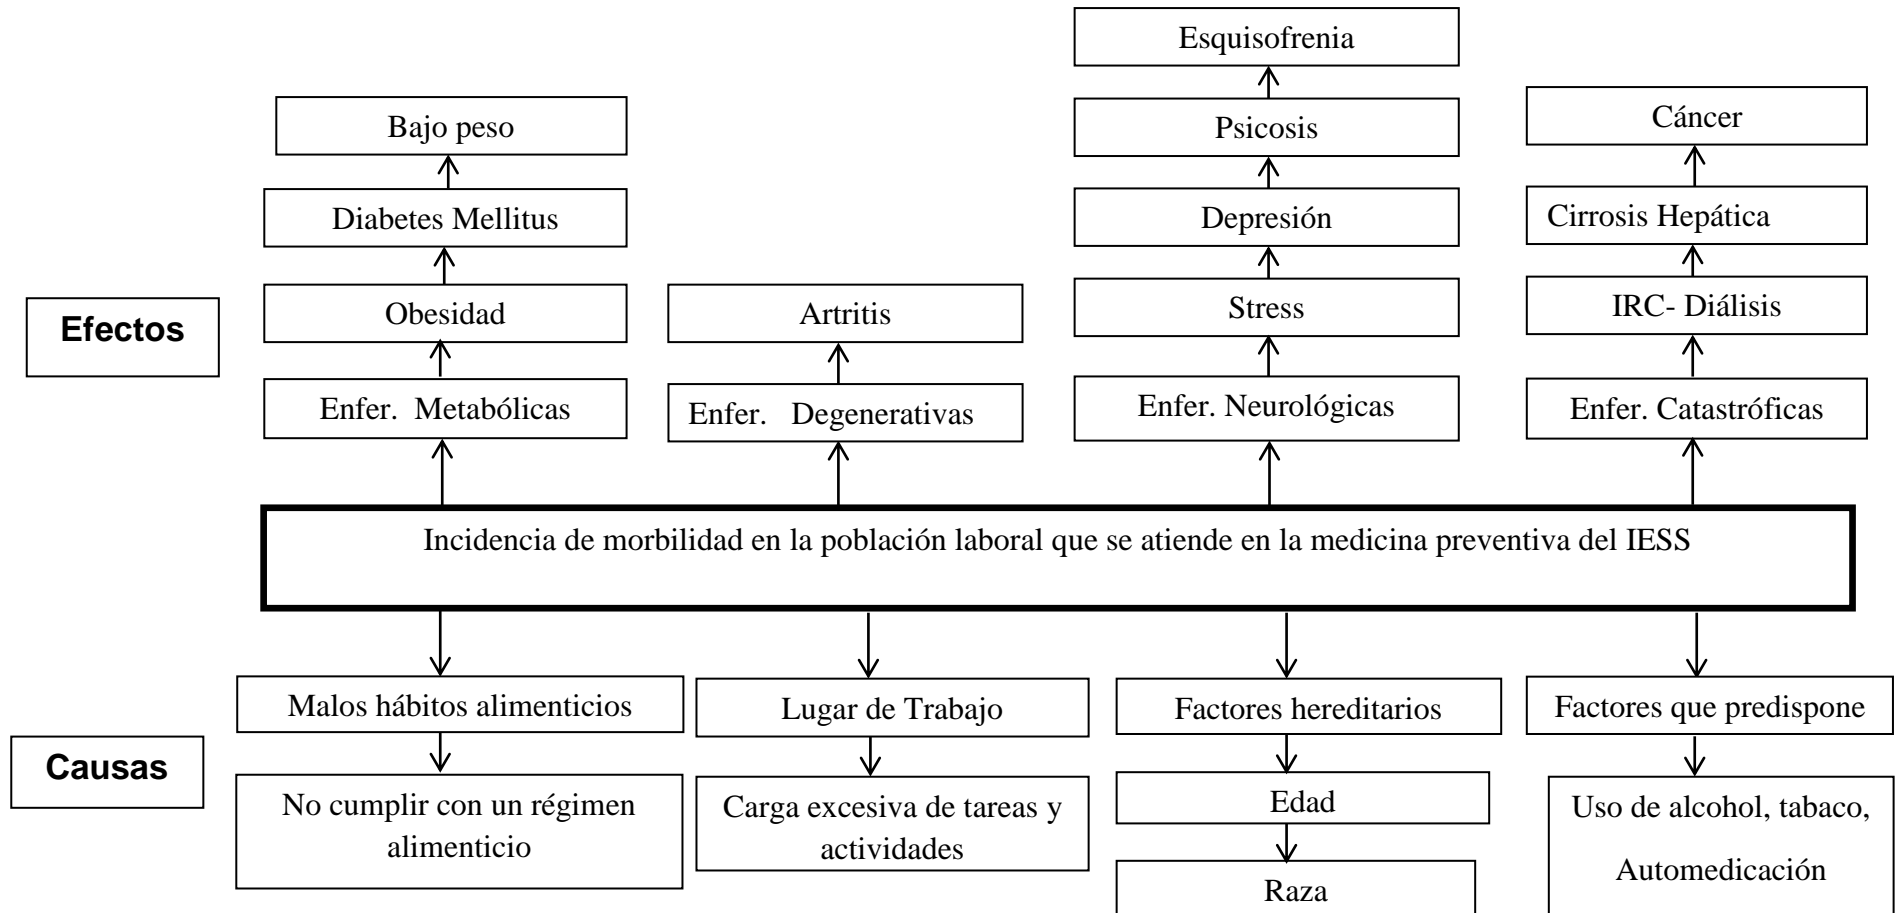 Esquisofrenia
Bajo peso
Psicosis
Cáncer
Diabetes Mellitus
Depresión
Cirrosis Hepática
Efectos
Obesidad
Artritis
Stress
IRC- Diálisis
Enfer. Metabólicas
Enfer. Degenerativas
Enfer. Neurológicas
Enfer. Catastróficas
Incidencia de morbilidad en la población laboral que se atiende en la medicina preventiva del IESS
Malos hábitos alimenticios
Lugar de Trabajo
Factores hereditarios
Factores que predispone
Causas
No cumplir con un régimen
alimenticio
Carga excesiva de tareas y
actividades
Edad
Raza
Uso de alcohol, tabaco,
Automedicación